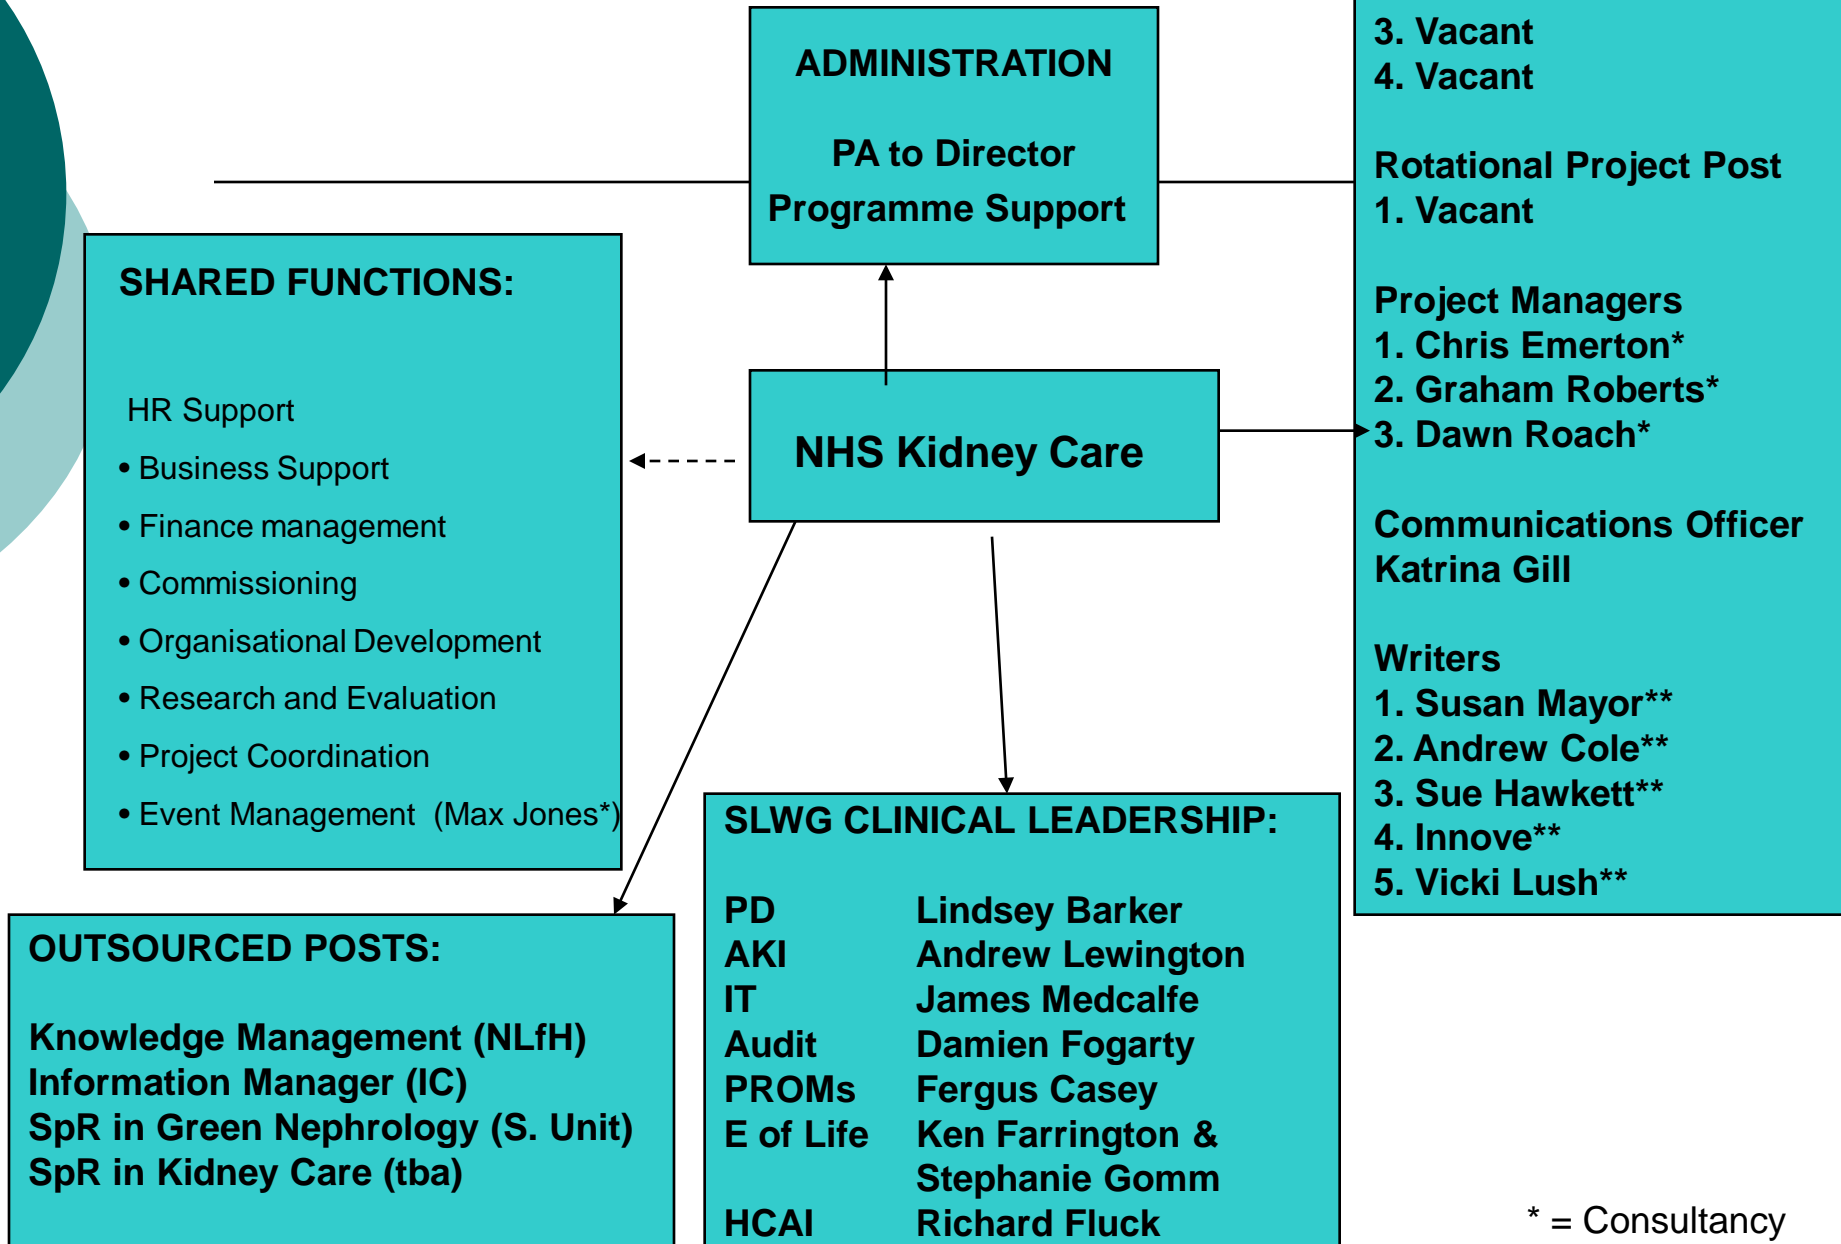 ADMINISTRATION
PA to Director
Programme Support
3. Vacant
4. Vacant
Rotational Project Post
1. Vacant
Project Managers
1. Chris Emerton*
2. Graham Roberts*
3. Dawn Roach*
Communications Officer
Katrina Gill
Writers
1. Susan Mayor**
2. Andrew Cole**
3. Sue Hawkett**
4. Innove**
5. Vicki Lush**
SHARED FUNCTIONS:
HR Support
• Business Support
• Finance management
• Commissioning
• Organisational Development
• Research and Evaluation
• Project Coordination
• Event Management (Max Jones*)
NHS Kidney Care
OUTSOURCED POSTS:
Knowledge Management (NLfH)
Information Manager (IC)
SpR in Green Nephrology (S. Unit)
SpR in Kidney Care (tba)
SLWG CLINICAL LEADERSHIP:
PD Lindsey Barker
AKI Andrew Lewington
IT James Medcalfe
Audit Damien Fogarty
PROMs Fergus Casey
E of Life Ken Farrington &
Stephanie Gomm
HCAI Richard Fluck
* = Consultancy